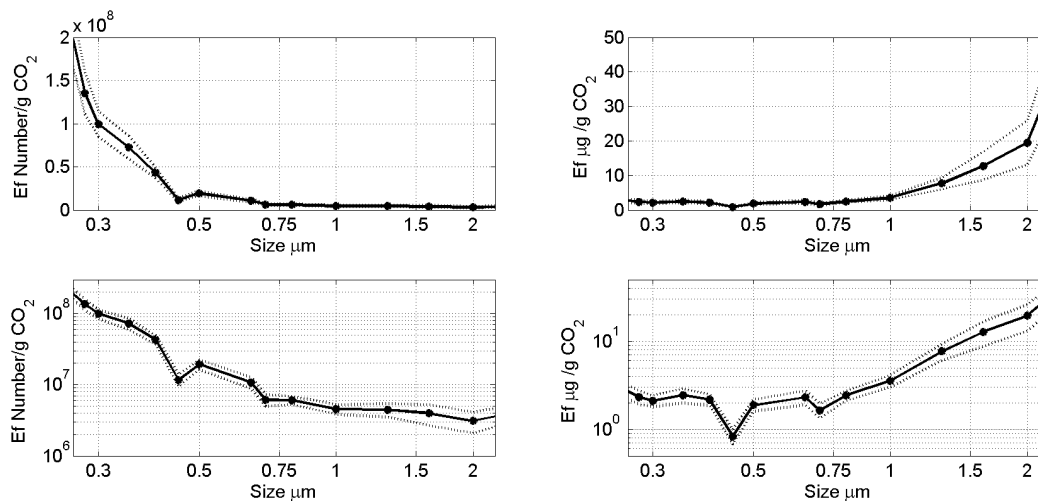 × 10^8
2
1.5
1
0.5
0
Ef Number/g CO_2
0.3 0.5 0.75 1 1.5 2
Size μm
50
40
30
20
10
0
Ef μg /g CO_2
0.3 0.5 0.75 1 1.5 2
Size μm
10^8
10^7
10^6
Ef Number/g CO_2
0.3 0.5 0.75 1 1.5 2
Size μm
10^1
10^0
Ef μg /g CO_2
0.3 0.5 0.75 1 1.5 2
Size μm